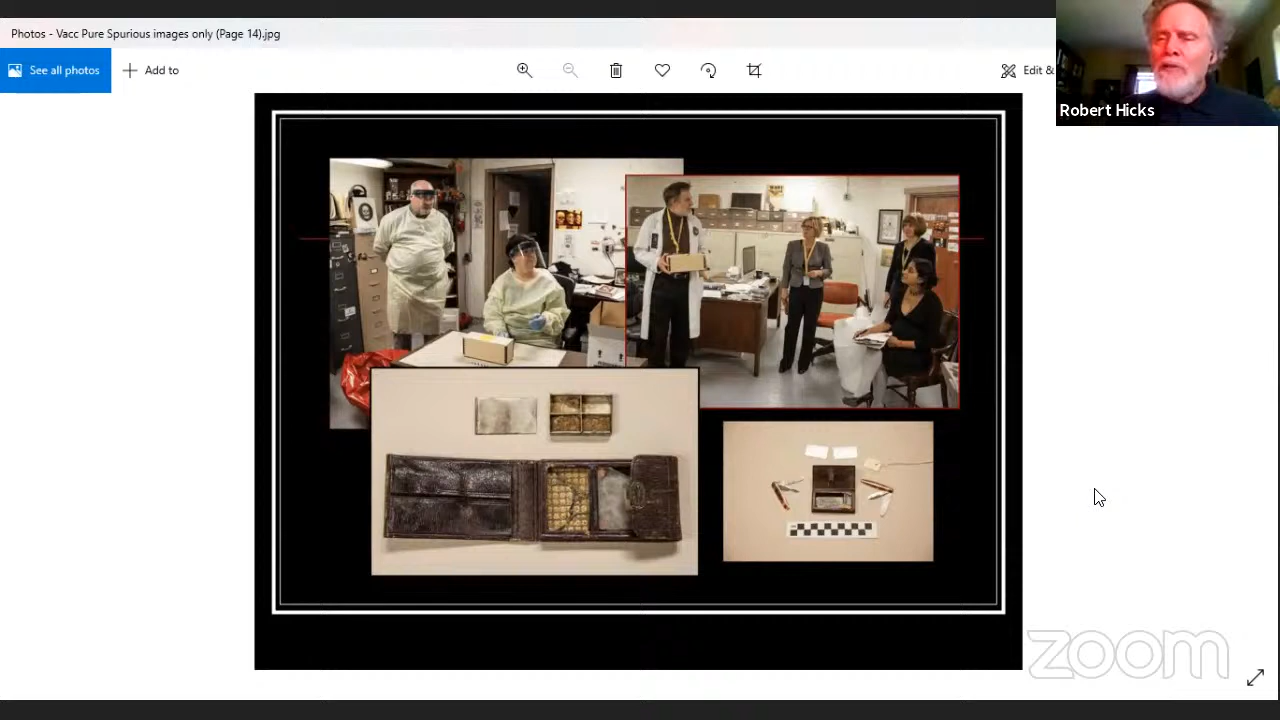 Photos - Vacc Pure Spurious images only (Page 14).jpg
See all photos
Add to
Edit &
Robert Hicks
zoom